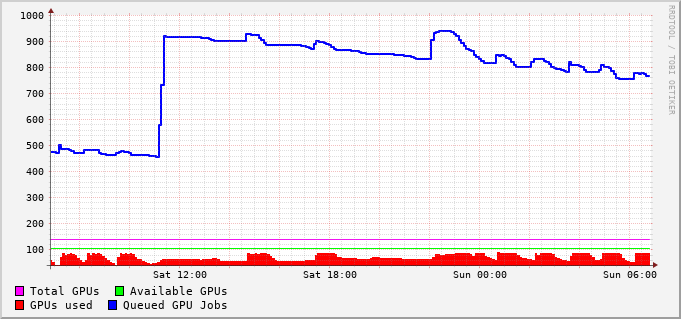 1000
900
800
700
600
500
400
300
200
100
Sat 12:00 Sat 18:00 Sun 00:00 Sun 06:00
Total GPUs Available GPUs
GPUs used Queued GPU Jobs
RRDTOOL / TOBI OETIKER